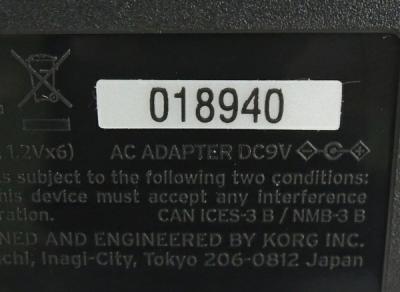 018940
1.2Vx6) AC ADAPTER DC9V
s subject to the following two conditions:
his device must accept any interference
ration. CAN ICES-3 B / NMB-3 B
NED AND ENGINEERED BY KORG INC.
ichi, Inagi-City, Tokyo 206-0812 Japan